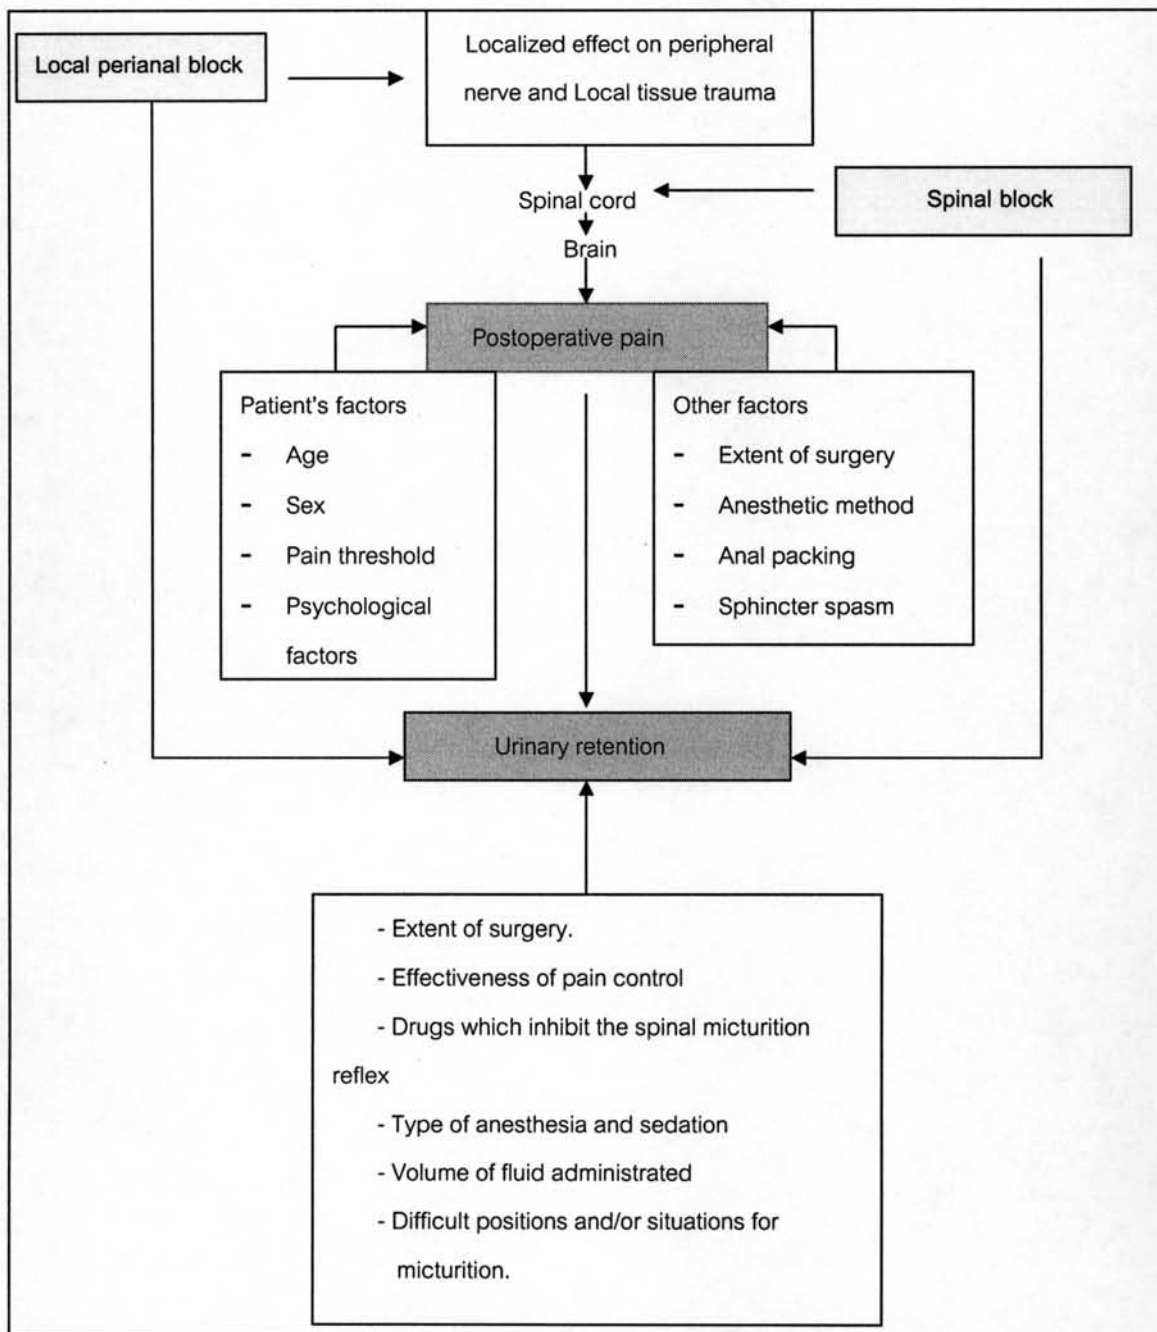 Local perianal block
Localized effect on peripheral
nerve and Local tissue trauma
Spinal cord
Spinal block
Brain
Postoperative pain
Patient's factors
- Age
- Sex
- Pain threshold
- Psychological
factors
Other factors
- Extent of surgery
- Anesthetic method
- Anal packing
- Sphincter spasm
Urinary retention
- Extent of surgery.
- Effectiveness of pain control
- Drugs which inhibit the spinal micturition
reflex
- Type of anesthesia and sedation
- Volume of fluid administrated
- Difficult positions and/or situations for
micturition.